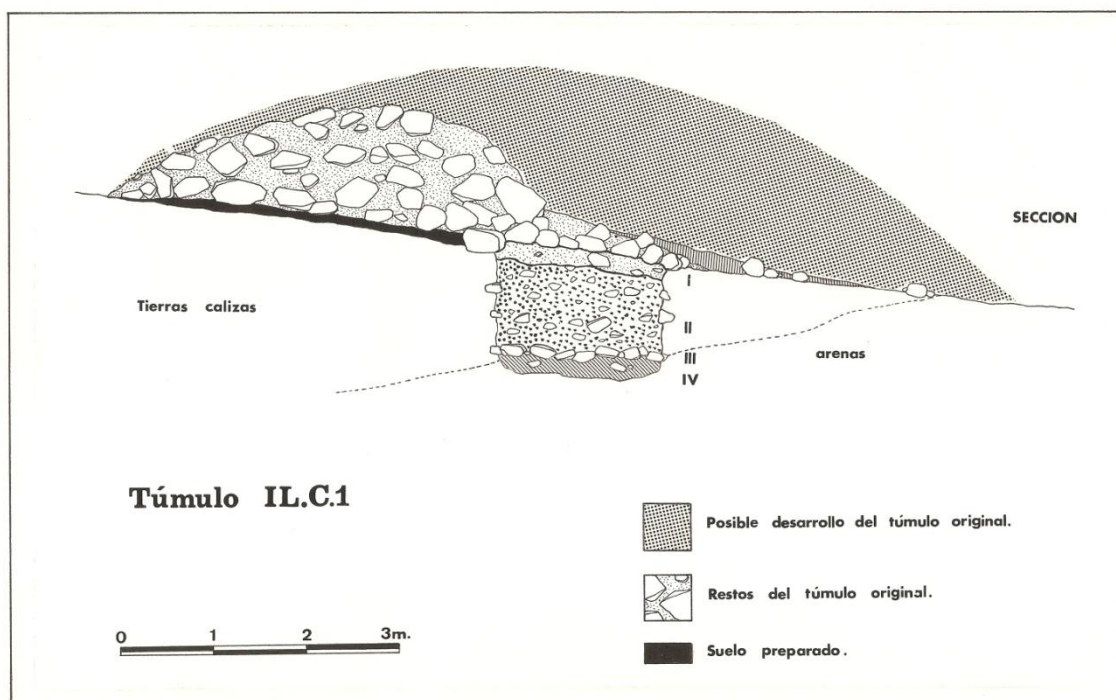 SECCION
I
Tierras calizas
II
III
arenas
IV
Túmulo IL.C.1
Posible desarrollo del túmulo original.
Restos del túmulo original.
0 1 2 3m.
Suelo preparado.